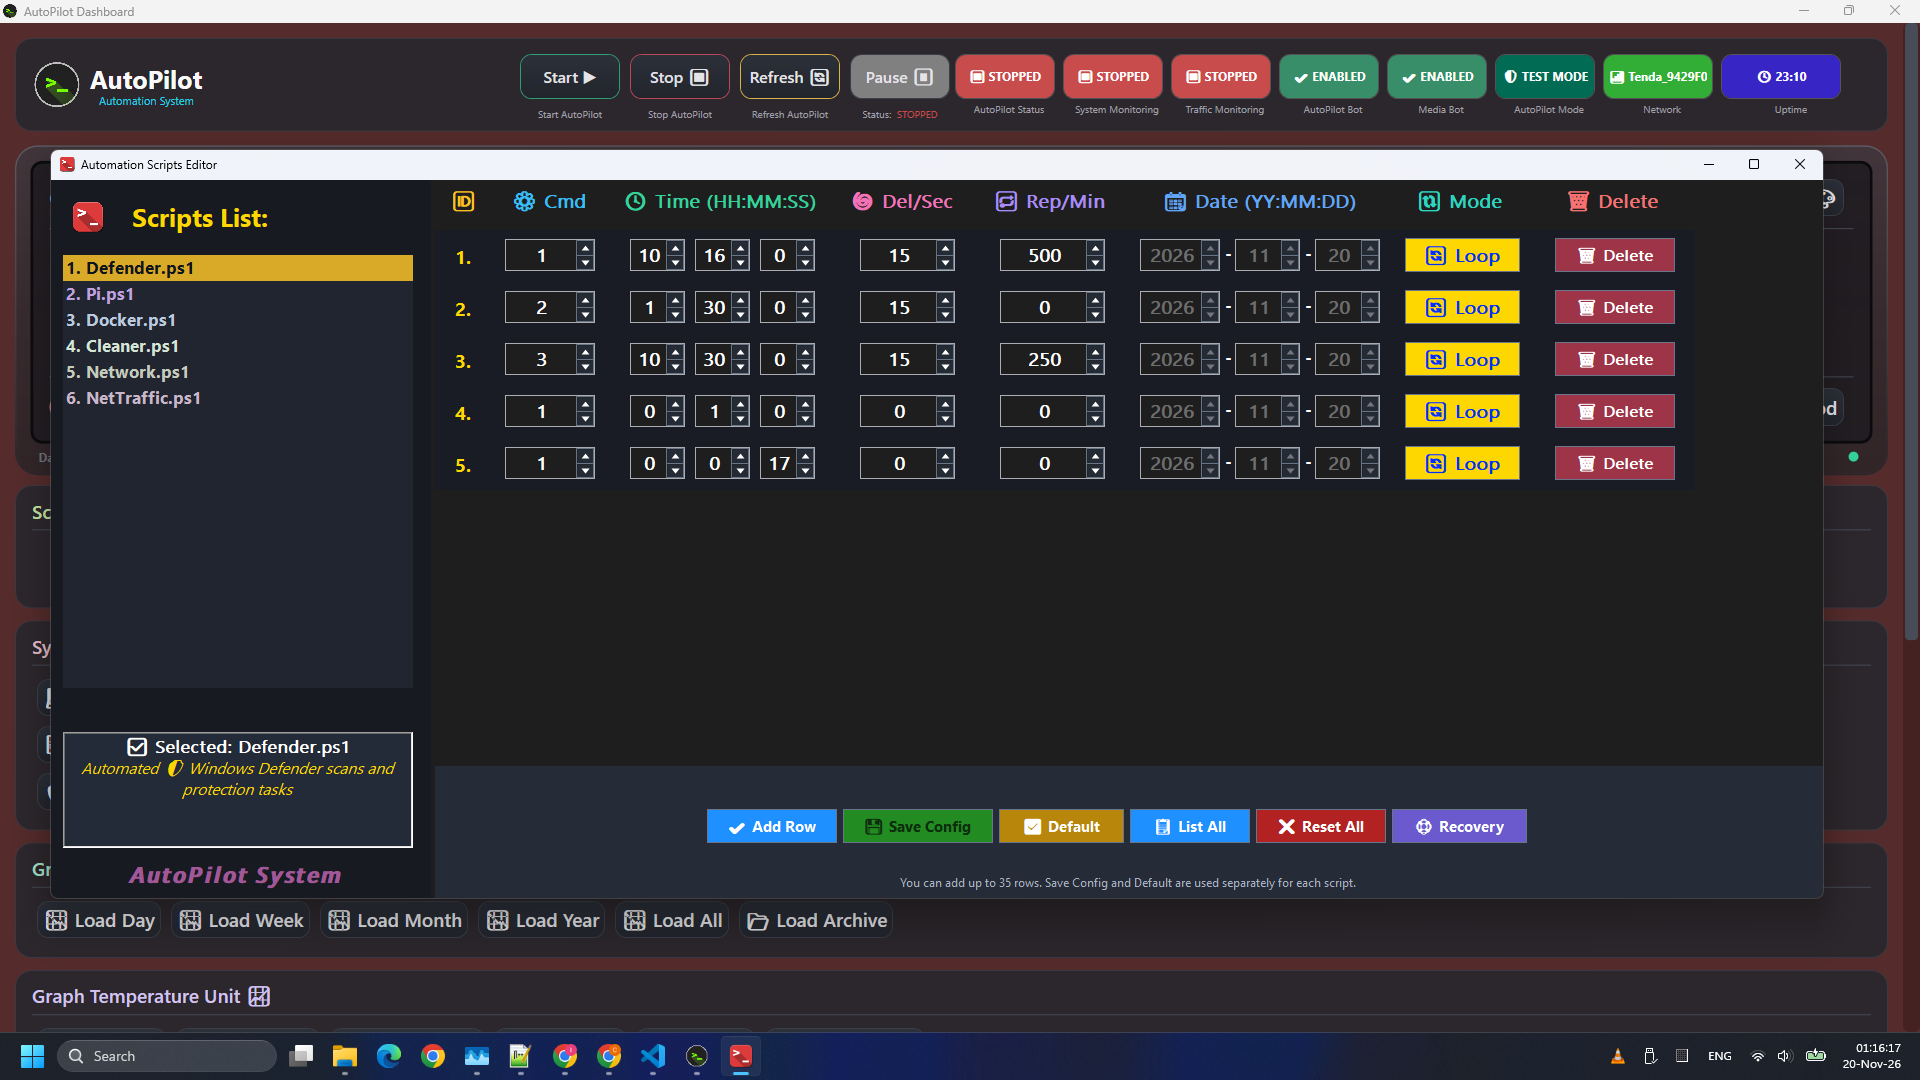 AutoPilot Dashboard
AutoPilot
Automation System
Start
Start AutoPilot
Stop
Stop AutoPilot
Refresh
Refresh AutoPilot
Pause
Status: STOPPED
STOPPED
AutoPilot Status
STOPPED
System Monitoring
STOPPED
Traffic Monitoring
ENABLED
AutoPilot Bot
ENABLED
Media Bot
TEST MODE
AutoPilot Mode
Tenda_9429F0
Network
23:10
Uptime
Automation Scripts Editor
Scripts List:
1. Defender.ps1
2. Pi.ps1
3. Docker.ps1
4. Cleaner.ps1
5. Network.ps1
6. NetTraffic.ps1
Selected: Defender.ps1
Automated Windows Defender scans and
protection tasks
AutoPilot System
ID Cmd Time (HH:MM:SS) Del/Sec Rep/Min Date (YY:MM:DD) Mode Delete
1. 1 10 16 0 15 500 2026 - 11 - 20 Loop Delete
2. 2 1 30 0 15 0 2026 - 11 - 20 Loop Delete
3. 3 10 30 0 15 250 2026 - 11 - 20 Loop Delete
4. 1 0 1 0 0 0 2026 - 11 - 20 Loop Delete
5. 1 0 0 17 0 0 2026 - 11 - 20 Loop Delete
Add Row Save Config Default List All Reset All Recovery
You can add up to 35 rows. Save Config and Default are used separately for each script.
Da
od
Sc
Sy
Gr
Load Day Load Week Load Month Load Year Load All Load Archive
Graph Temperature Unit
Search
ENG
01:16:17
20-Nov-26